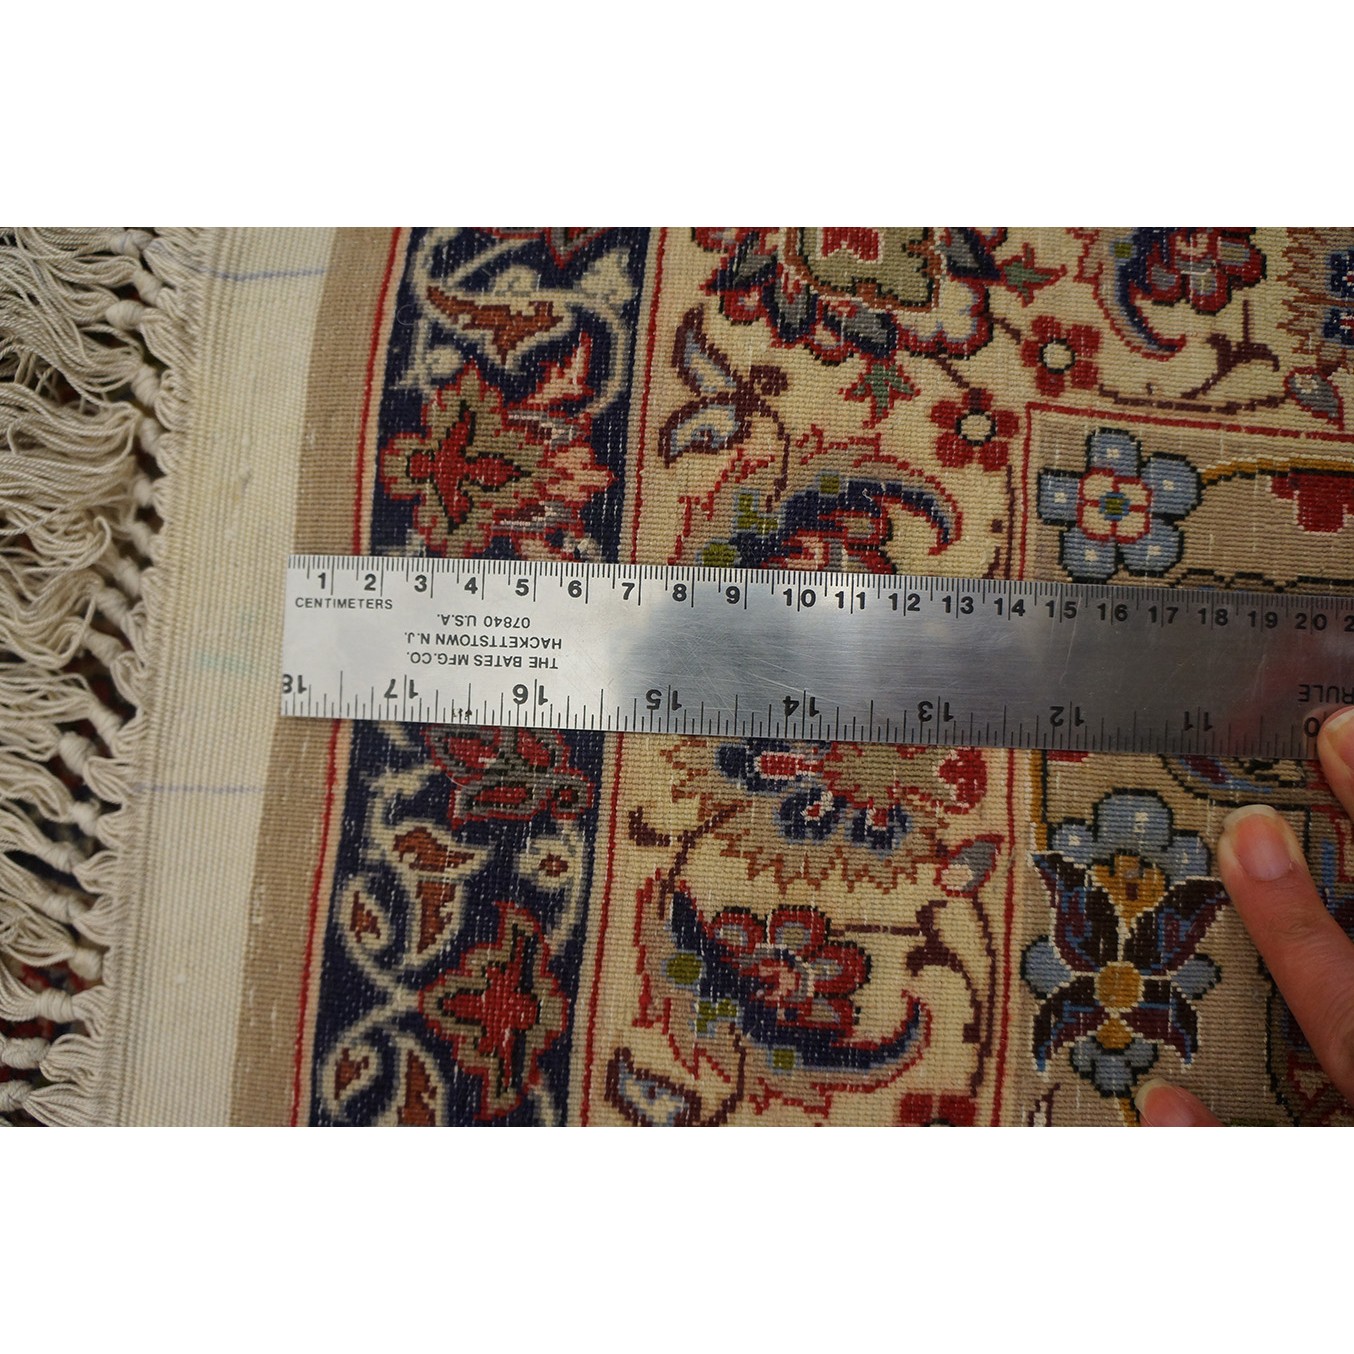 1 2 3 4 5 6 7 8 9 10 11 12 13 14 15 16 17 18 19 20
CENTIMETERS
THE BATES MFG.CO.
HACKETTSTOWN N.J.
07840 U.S.A.
RULE
11 12 13 14 15 16 17 18